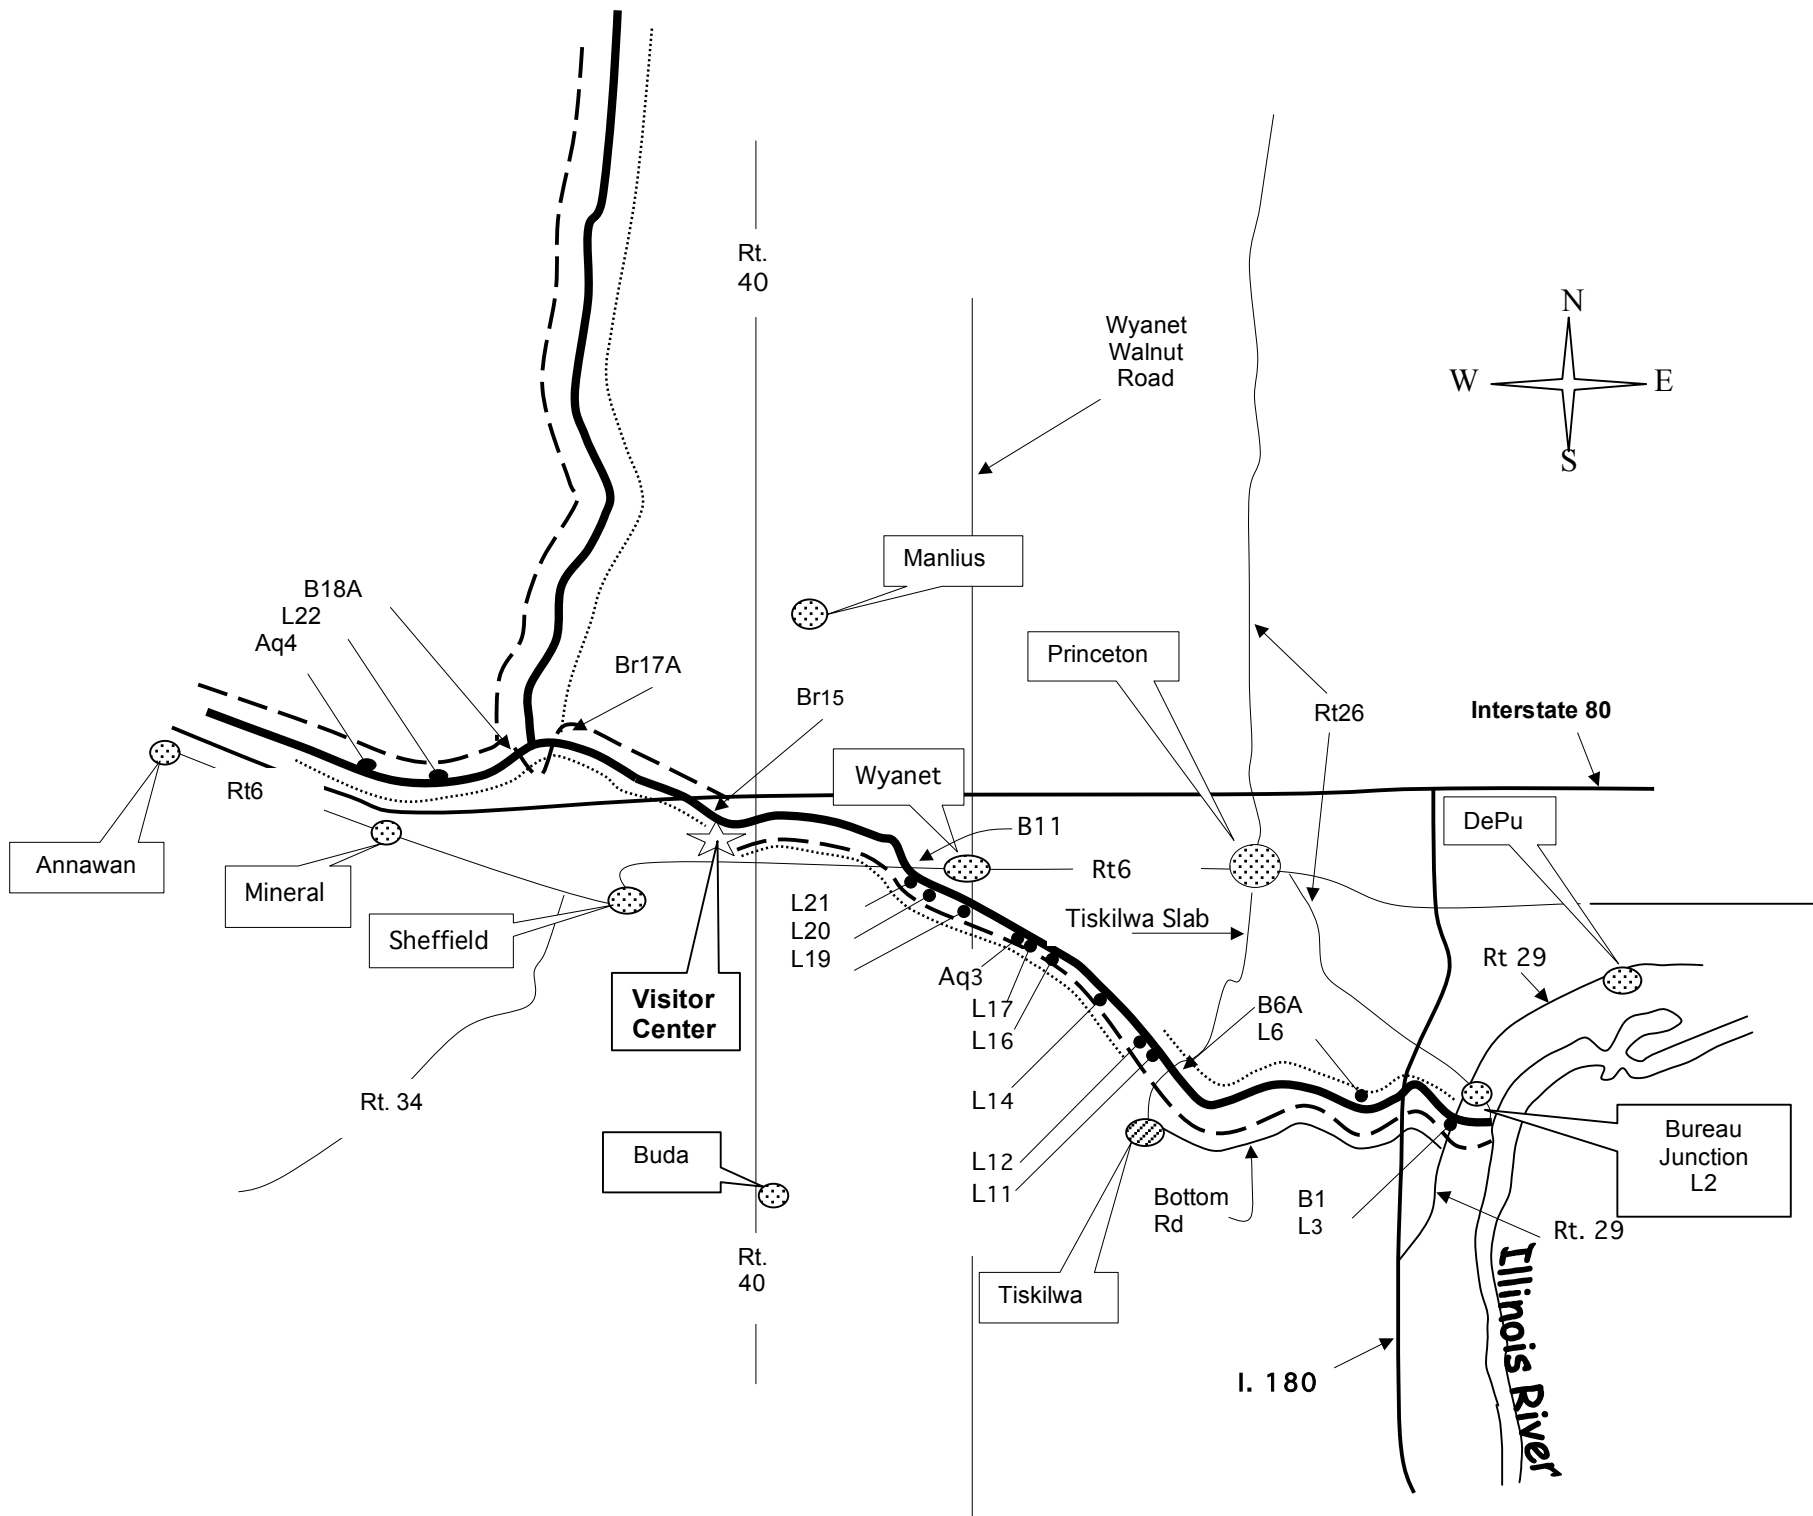 Rt.
40
N
Wyanet
Walnut
Road
W
E
S
Manlius
B18A
L22
Aq4
Princeton
Br17A
Br15
Rt26
Interstate 80
Wyanet
Rt6
DePu
B11
Annawan
Mineral
Rt6
L21
L20
L19
Tiskilwa Slab
Sheffield
Rt 29
Aq3
Visitor
Center
L17
L16
B6A
L6
L14
Rt. 34
Bureau
Junction
L2
Buda
L12
L11
Bottom
Rd
B1
L3
Rt. 29
Rt.
40
Tiskilwa
Illinois River
I. 180